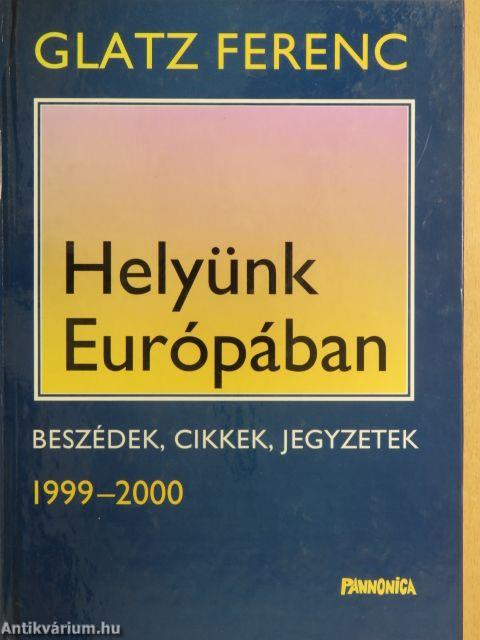 GLATZ FERENC
Helyünk
Európában
BESZÉDEK, CIKKEK, JEGYZETEK
1999–2000
PANNONICA
Antikvárium.hu